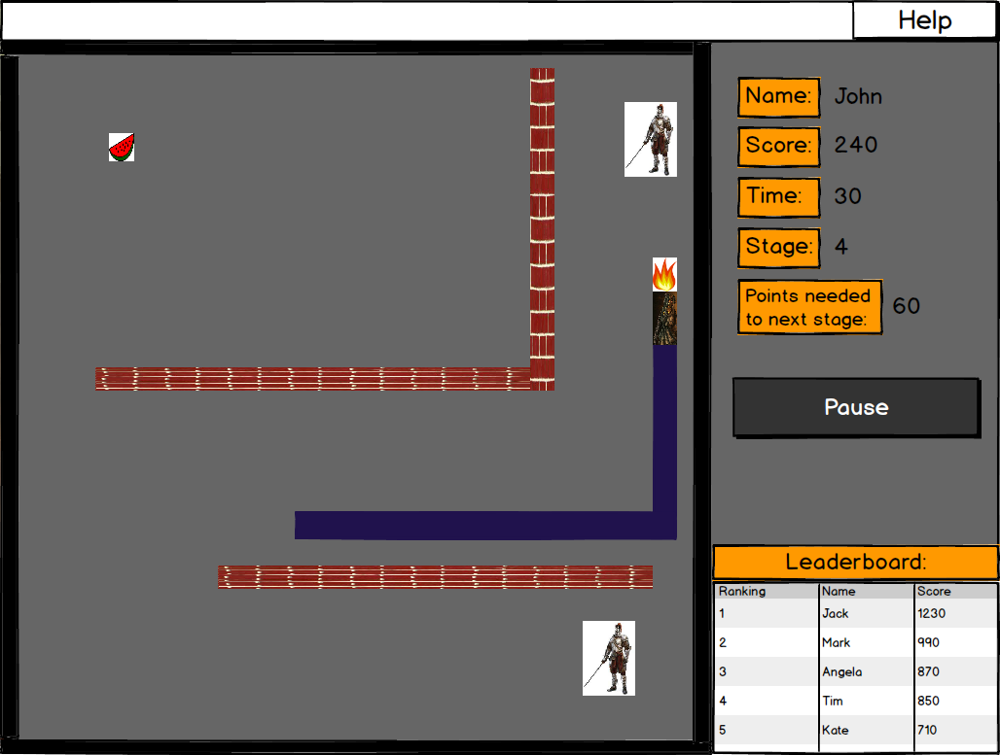 Help
Name: John
Score: 240
Time: 30
Stage: 4
Points needed
to next stage: 60
Pause
Leaderboard:
Ranking Name Score
1 Jack 1230
2 Mark 990
3 Angela 870
4 Tim 850
5 Kate 710